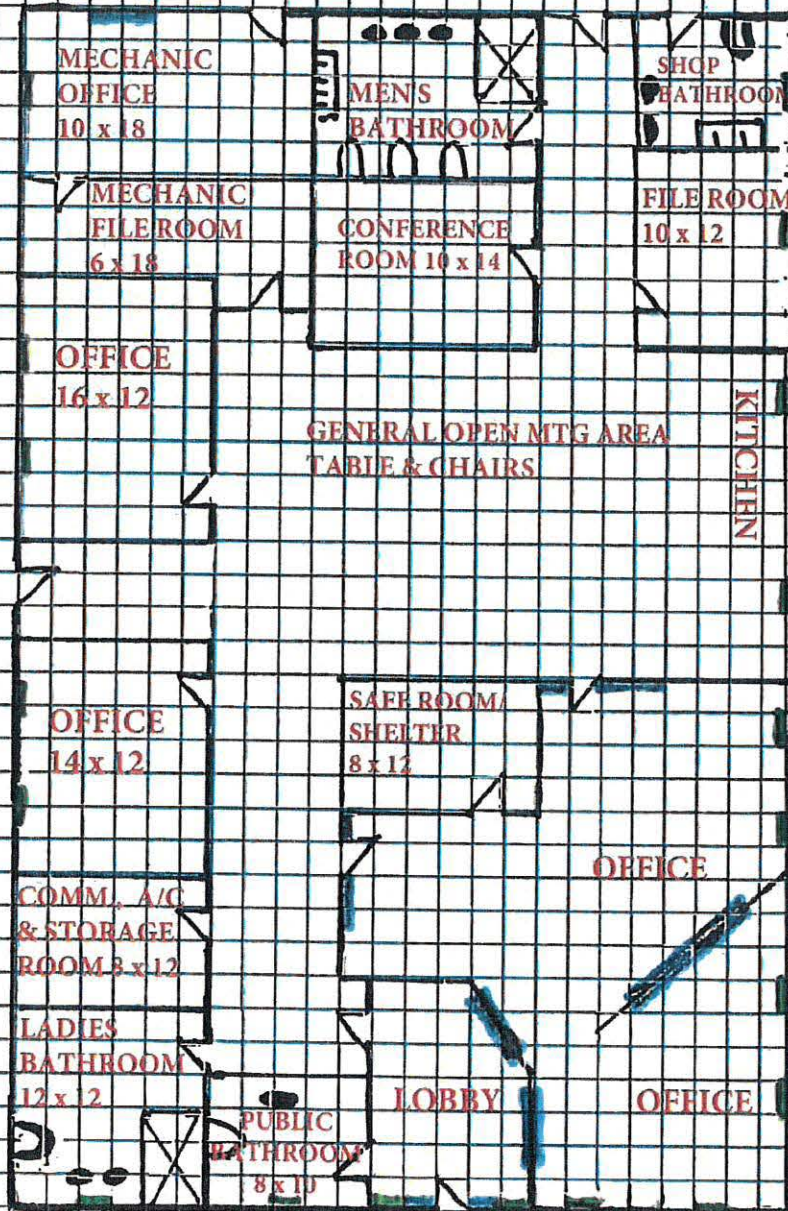 MECHANIC
OFFICE
10 x 18
MEN'S
BATHROOM
SHOP
BATHROOM
MECHANIC
FILE ROOM
6 x 18
CONFERENCE
ROOM 10 x 14
FILE ROOM
10 x 12
OFFICE
16 x 12
GENERAL OPEN MTG AREA
TABLE & CHAIRS
KITCHEN
OFFICE
14 x 12
SAFE ROOM/
SHELTER
8 x 12
OFFICE
COMM., A/C
& STORAGE
ROOM 8 x 12
LADIES
BATHROOM
12 x 12
PUBLIC
BATHROOM
8 x 10
LOBBY
OFFICE